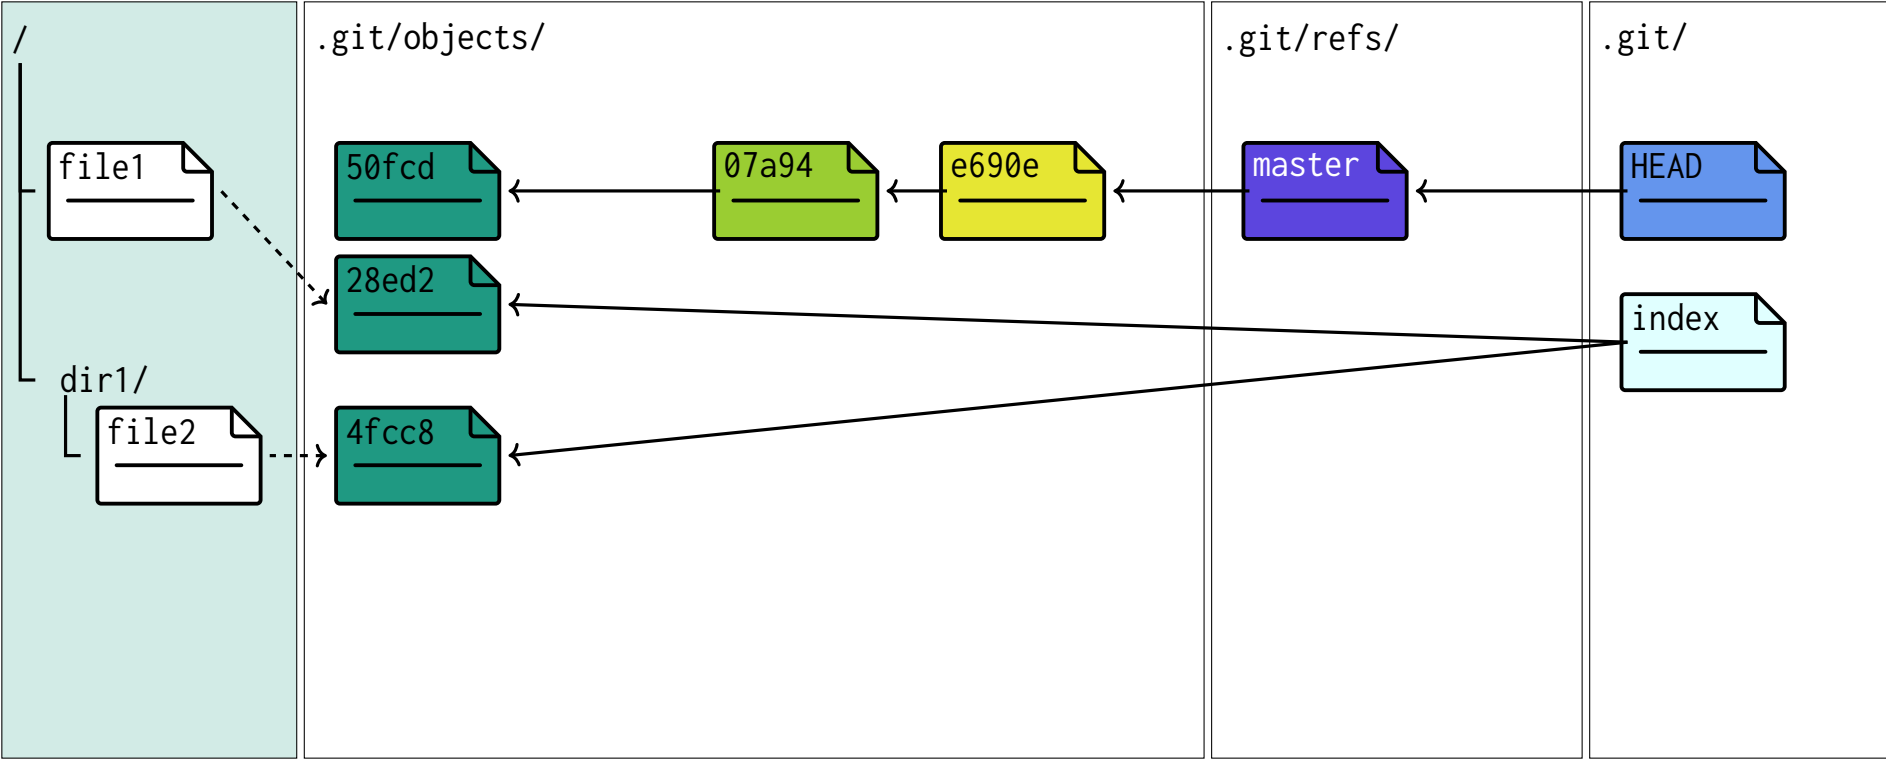 /
.git/objects/
.git/refs/
.git/
file1
50fcd
07a94
e690e
master
HEAD
28ed2
index
dir1/
file2
4fcc8